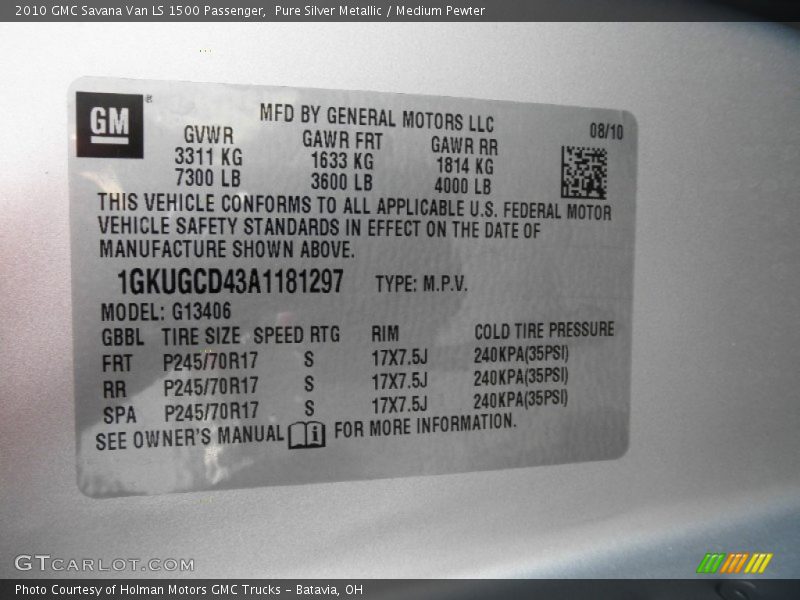 2010 GMC Savana Van LS 1500 Passenger, Pure Silver Metallic / Medium Pewter
GM ®
MFD BY GENERAL MOTORS LLC 08/10
GVWR GAWR FRT GAWR RR
3311 KG 1633 KG 1814 KG
7300 LB 3600 LB 4000 LB
THIS VEHICLE CONFORMS TO ALL APPLICABLE U.S. FEDERAL MOTOR
VEHICLE SAFETY STANDARDS IN EFFECT ON THE DATE OF
MANUFACTURE SHOWN ABOVE.
1GKUGCD43A1181297 TYPE: M.P.V.
MODEL: G13406
GBBL TIRE SIZE SPEED RTG RIM COLD TIRE PRESSURE
FRT P245/70R17 S 17X7.5J 240KPA(35PSI)
RR P245/70R17 S 17X7.5J 240KPA(35PSI)
SPA P245/70R17 S 17X7.5J 240KPA(35PSI)
SEE OWNER'S MANUAL i FOR MORE INFORMATION.
GTCARLOT.COM
Photo Courtesy of Holman Motors GMC Trucks – Batavia, OH